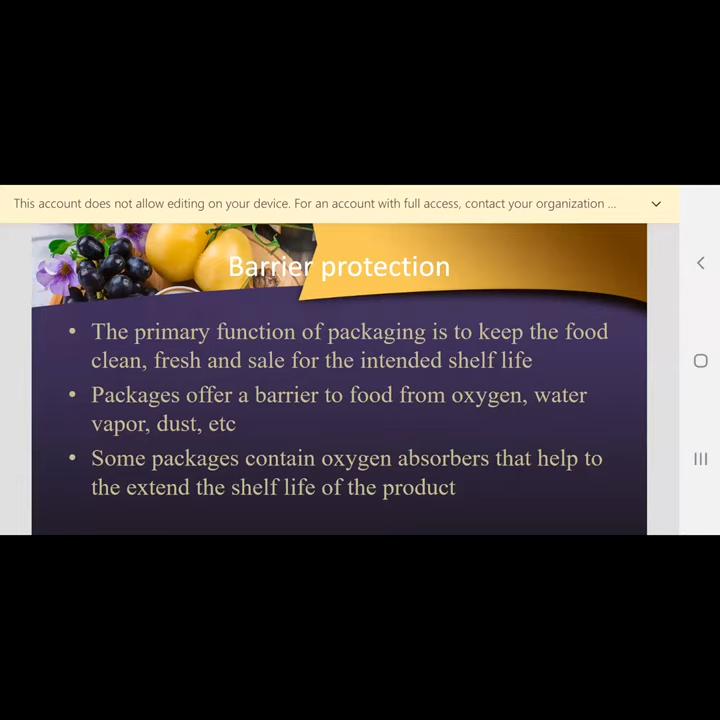 This account does not allow editing on your device. For an account with full access, contact your organization ...
Barrier protection
• The primary function of packaging is to keep the food
clean, fresh and sale for the intended shelf life
• Packages offer a barrier to food from oxygen, water
vapor, dust, etc
• Some packages contain oxygen absorbers that help to
the extend the shelf life of the product